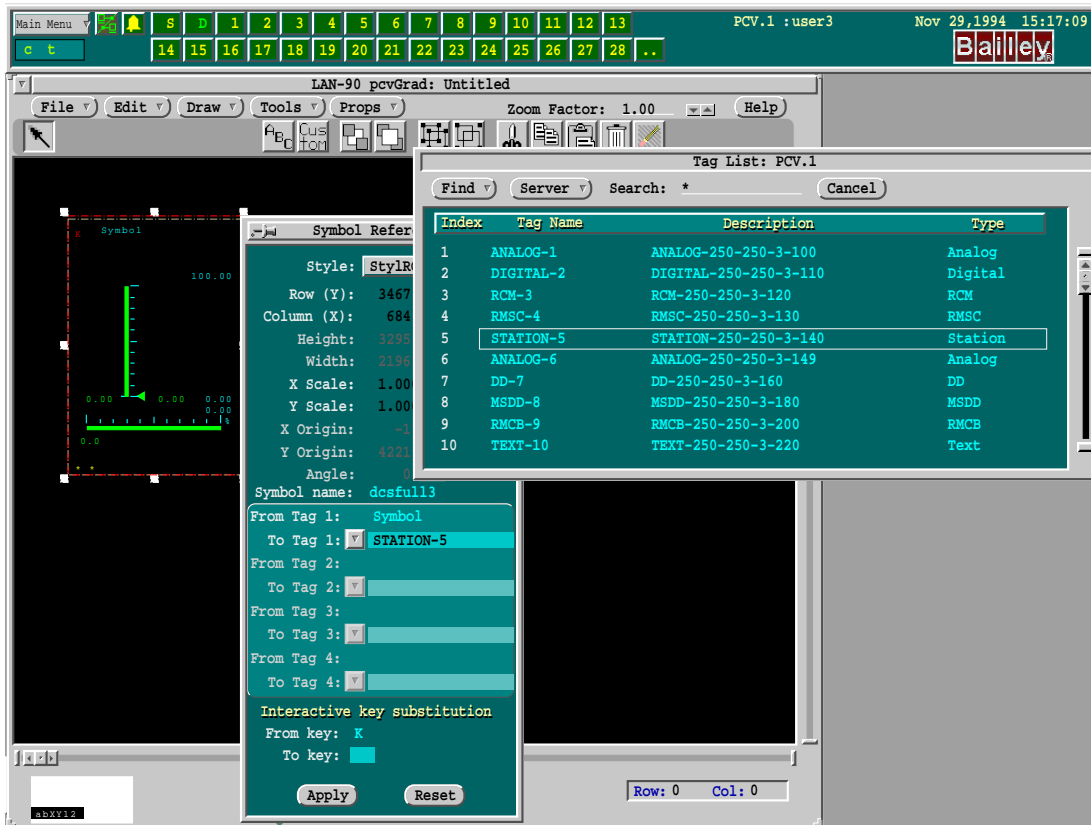 Main Menu S D 1 2 3 4 5 6 7 8 9 10 11 12 13 PCV.1 :user3 Nov 29,1994 15:17:09
c t 14 15 16 17 18 19 20 21 22 23 24 25 26 27 28 .. Bailey®
LAN-90 pcvGrad: Untitled
File Edit Draw Tools Props Zoom Factor: 1.00 Help
ABC Custom
Tag List: PCV.1
Find Server Search: * Cancel
Index Tag Name Description Type
1 ANALOG-1 ANALOG-250-250-3-100 Analog
2 DIGITAL-2 DIGITAL-250-250-3-110 Digital
3 RCM-3 RCM-250-250-3-120 RCM
4 RMSC-4 RMSC-250-250-3-130 RMSC
5 STATION-5 STATION-250-250-3-140 Station
6 ANALOG-6 ANALOG-250-250-3-149 Analog
7 DD-7 DD-250-250-3-160 DD
8 MSDD-8 MSDD-250-250-3-180 MSDD
9 RMCB-9 RMCB-250-250-3-200 RMCB
10 TEXT-10 TEXT-250-250-3-220 Text
K Symbol
100.00
0.00 0.00 0.00
0.00
%
0.0
* *
Symbol Refer
Style: StylR
Row (Y): 3467
Column (X): 684
Height: 3295
Width: 2196
X Scale: 1.00
Y Scale: 1.00
X Origin: -1
Y Origin: 4221
Angle: 0
Symbol name: dcsfull3
From Tag 1: Symbol
To Tag 1: STATION-5
From Tag 2:
To Tag 2:
From Tag 3:
To Tag 3:
From Tag 4:
To Tag 4:
Interactive key substitution
From key: K
To key:
Apply Reset
abXY12
Row: 0 Col: 0